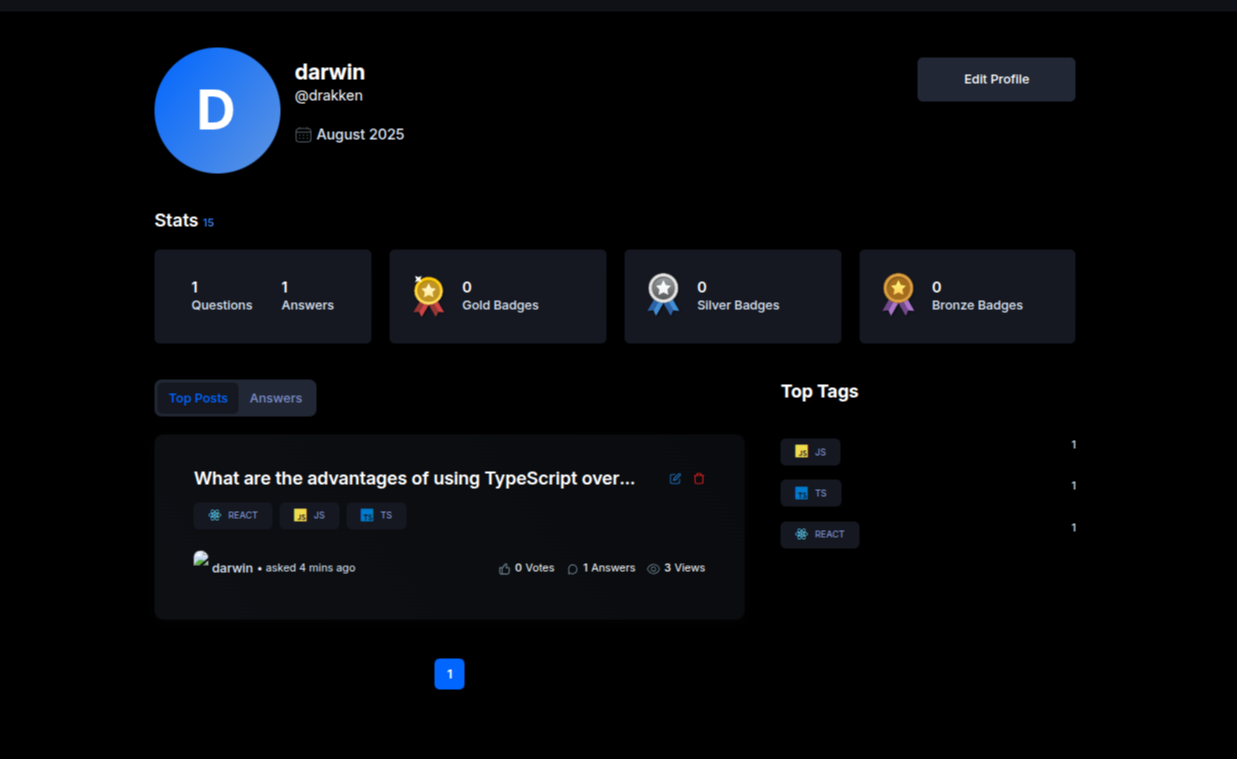 D
darwin
@drakken
August 2025
Edit Profile
Stats 15
1 Questions
1 Answers
0 Gold Badges
0 Silver Badges
0 Bronze Badges
Top Posts Answers
What are the advantages of using TypeScript over...
REACT JS TS
darwin • asked 4 mins ago
0 Votes 1 Answers 3 Views
1
Top Tags
JS JS 1
TS TS 1
REACT 1